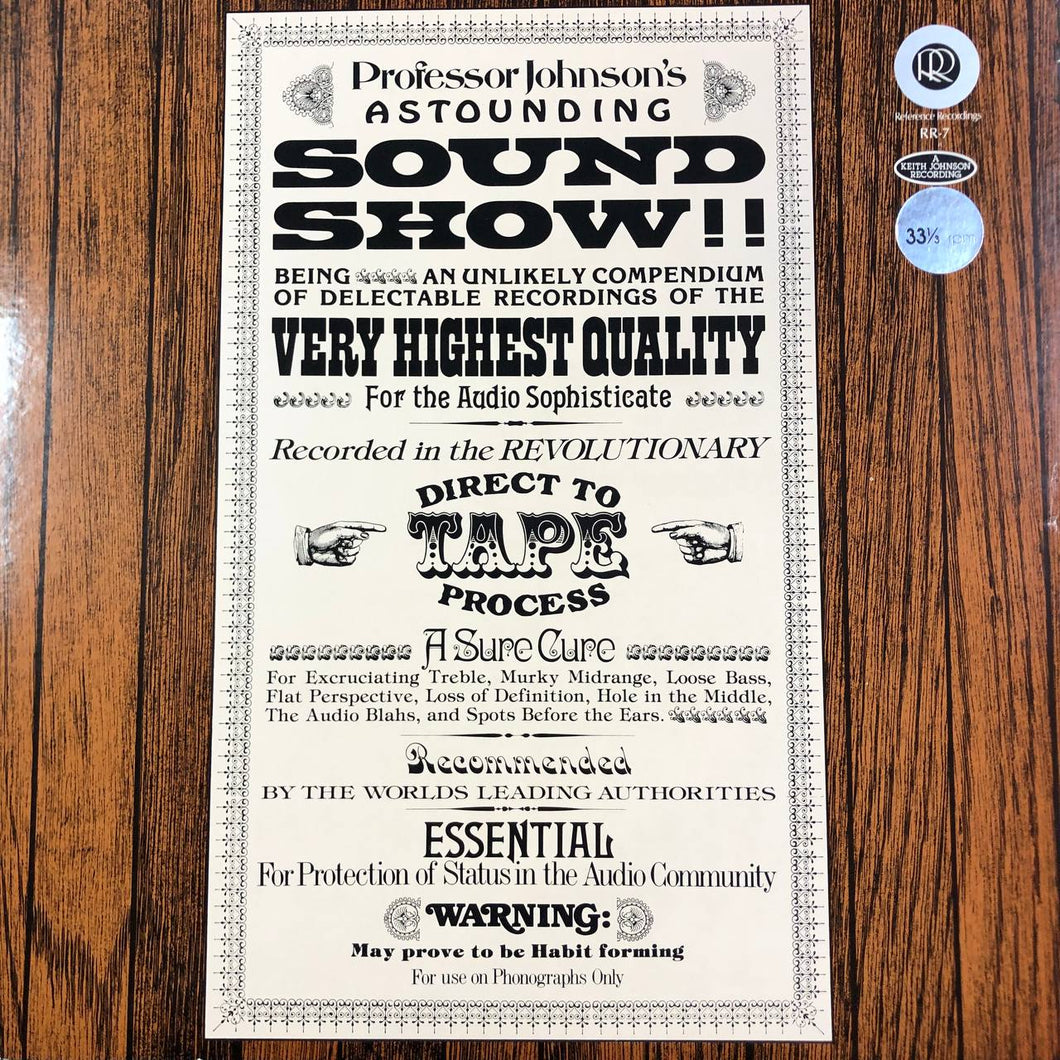 Professor Johnson's
ASTOUNDING
SOUND
SHOW!!
BEING AN UNLIKELY COMPENDIUM
OF DELECTABLE RECORDINGS OF THE
VERY HIGHEST QUALITY
For the Audio Sophisticate
Recorded in the REVOLUTIONARY
DIRECT TO
TAPE
PROCESS
A Sure Cure
For Excruciating Treble, Murky Midrange, Loose Bass,
Flat Perspective, Loss of Definition, Hole in the Middle,
The Audio Blahs, and Spots Before the Ears.
Recommended
BY THE WORLDS LEADING AUTHORITIES
ESSENTIAL
For Protection of Status in the Audio Community
WARNING:
May prove to be Habit forming
For use on Phonographs Only
RR
Reference Recordings
RR-7
A
KEITH JOHNSON
RECORDING
33⅓ rpm